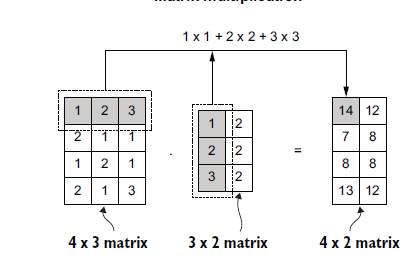 1 x 1 + 2 x 2 + 3 x 3
1 2 3 1 2 14 12
2 1 1 2 2 7 8
1 2 1 . 3 2 = 8 8
2 1 3 13 12
4 x 3 matrix 3 x 2 matrix 4 x 2 matrix